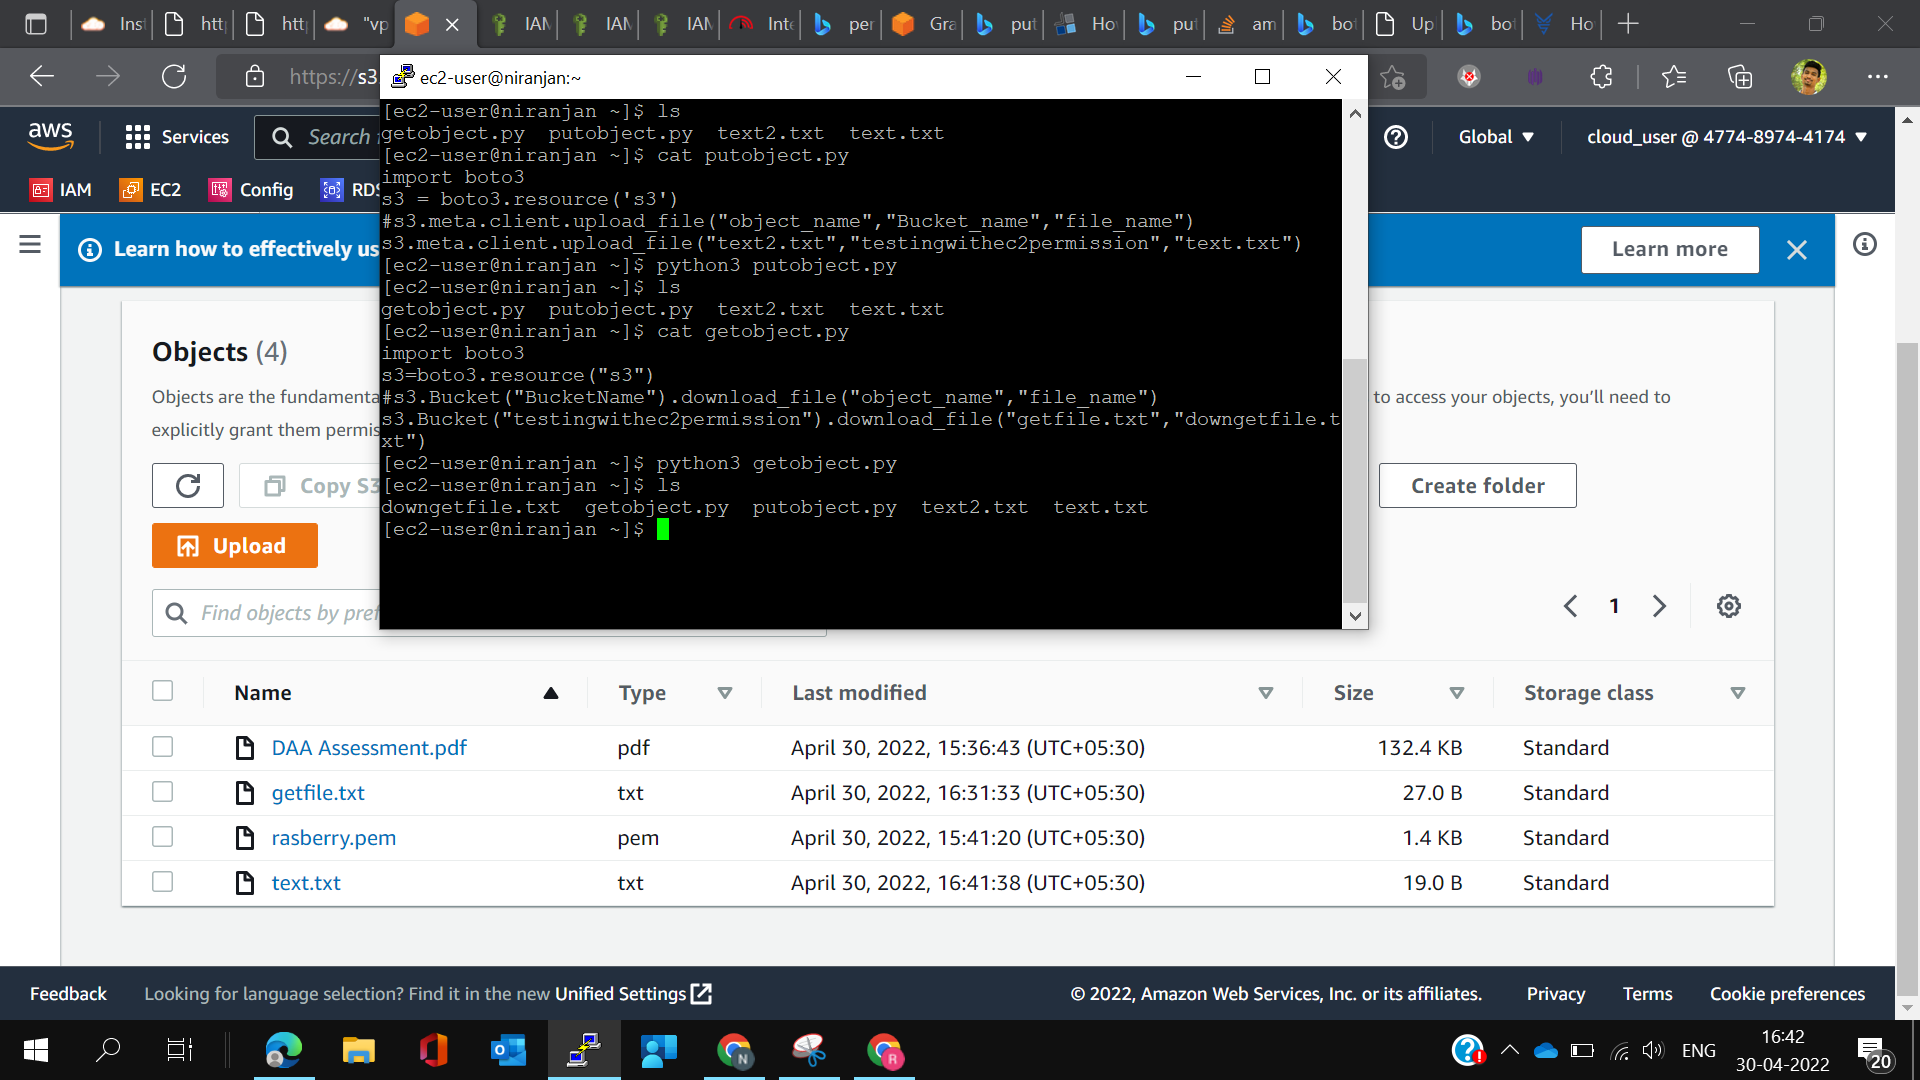 Ins
http
http
"vp
IAM
IAM
IAM
Inte
per
Gra
put
Ho
put
am
bot
Upl
bot
Ho
https://s3
ec2-user@niranjan:~
[ec2-user@niranjan ~]$ ls
getobject.py  putobject.py  text2.txt  text.txt
[ec2-user@niranjan ~]$ cat putobject.py
import boto3
s3 = boto3.resource('s3')
#s3.meta.client.upload_file("object_name","Bucket_name","file_name")
s3.meta.client.upload_file("text2.txt","testingwithec2permission","text.txt")
[ec2-user@niranjan ~]$ python3 putobject.py
[ec2-user@niranjan ~]$ ls
getobject.py  putobject.py  text2.txt  text.txt
[ec2-user@niranjan ~]$ cat getobject.py
import boto3
s3=boto3.resource("s3")
#s3.Bucket("BucketName").download_file("object_name","file_name")
s3.Bucket("testingwithec2permission").download_file("getfile.txt","downgetfile.t
xt")
[ec2-user@niranjan ~]$ python3 getobject.py
[ec2-user@niranjan ~]$ ls
downgetfile.txt  getobject.py  putobject.py  text2.txt  text.txt
[ec2-user@niranjan ~]$
aws
Services
Search
Global
cloud_user @ 4774-8974-4174
IAM
EC2
Config
RDS
Learn how to effectively us
Learn more
Objects (4)
Objects are the fundamenta
to access your objects, you'll need to
explicitly grant them permis
Copy S3
Create folder
Upload
Find objects by pref
1
Name Type Last modified Size Storage class
DAA Assessment.pdf pdf April 30, 2022, 15:36:43 (UTC+05:30) 132.4 KB Standard
getfile.txt txt April 30, 2022, 16:31:33 (UTC+05:30) 27.0 B Standard
rasberry.pem pem April 30, 2022, 15:41:20 (UTC+05:30) 1.4 KB Standard
text.txt txt April 30, 2022, 16:41:38 (UTC+05:30) 19.0 B Standard
Feedback
Looking for language selection? Find it in the new Unified Settings
© 2022, Amazon Web Services, Inc. or its affiliates.
Privacy
Terms
Cookie preferences
N
R
ENG
16:42
30-04-2022
20